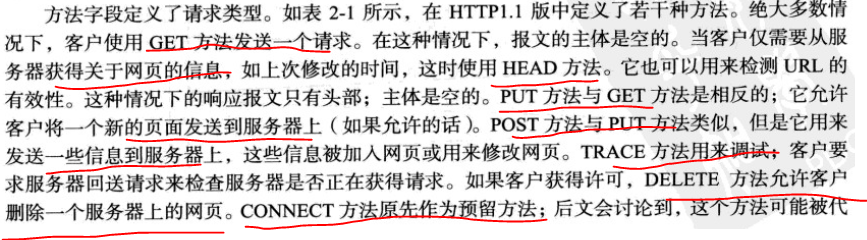 方法字段定义了请求类型。如表 2-1 所示，在 HTTP1.1 版中定义了若干种方法。绝大多数情
况下，客户使用 GET 方法发送一个请求。在这种情况下，报文的主体是空的。当客户仅需要从服
务器获得关于网页的信息，如上次修改的时间，这时使用 HEAD 方法。它也可以用来检测 URL 的
有效性。这种情况下的响应报文只有头部；主体是空的。PUT 方法与 GET 方法是相反的；它允许
客户将一个新的页面发送到服务器上（如果允许的话）。POST 方法与 PUT 方法类似，但是它用来
发送一些信息到服务器上，这些信息被加入网页或用来修改网页。TRACE 方法用来调试；客户要
求服务器回送请求来检查服务器是否正在获得请求。如果客户获得许可，DELETE 方法允许客户
删除一个服务器上的网页。CONNECT 方法原先作为预留方法；后文会讨论到，这个方法可能被代